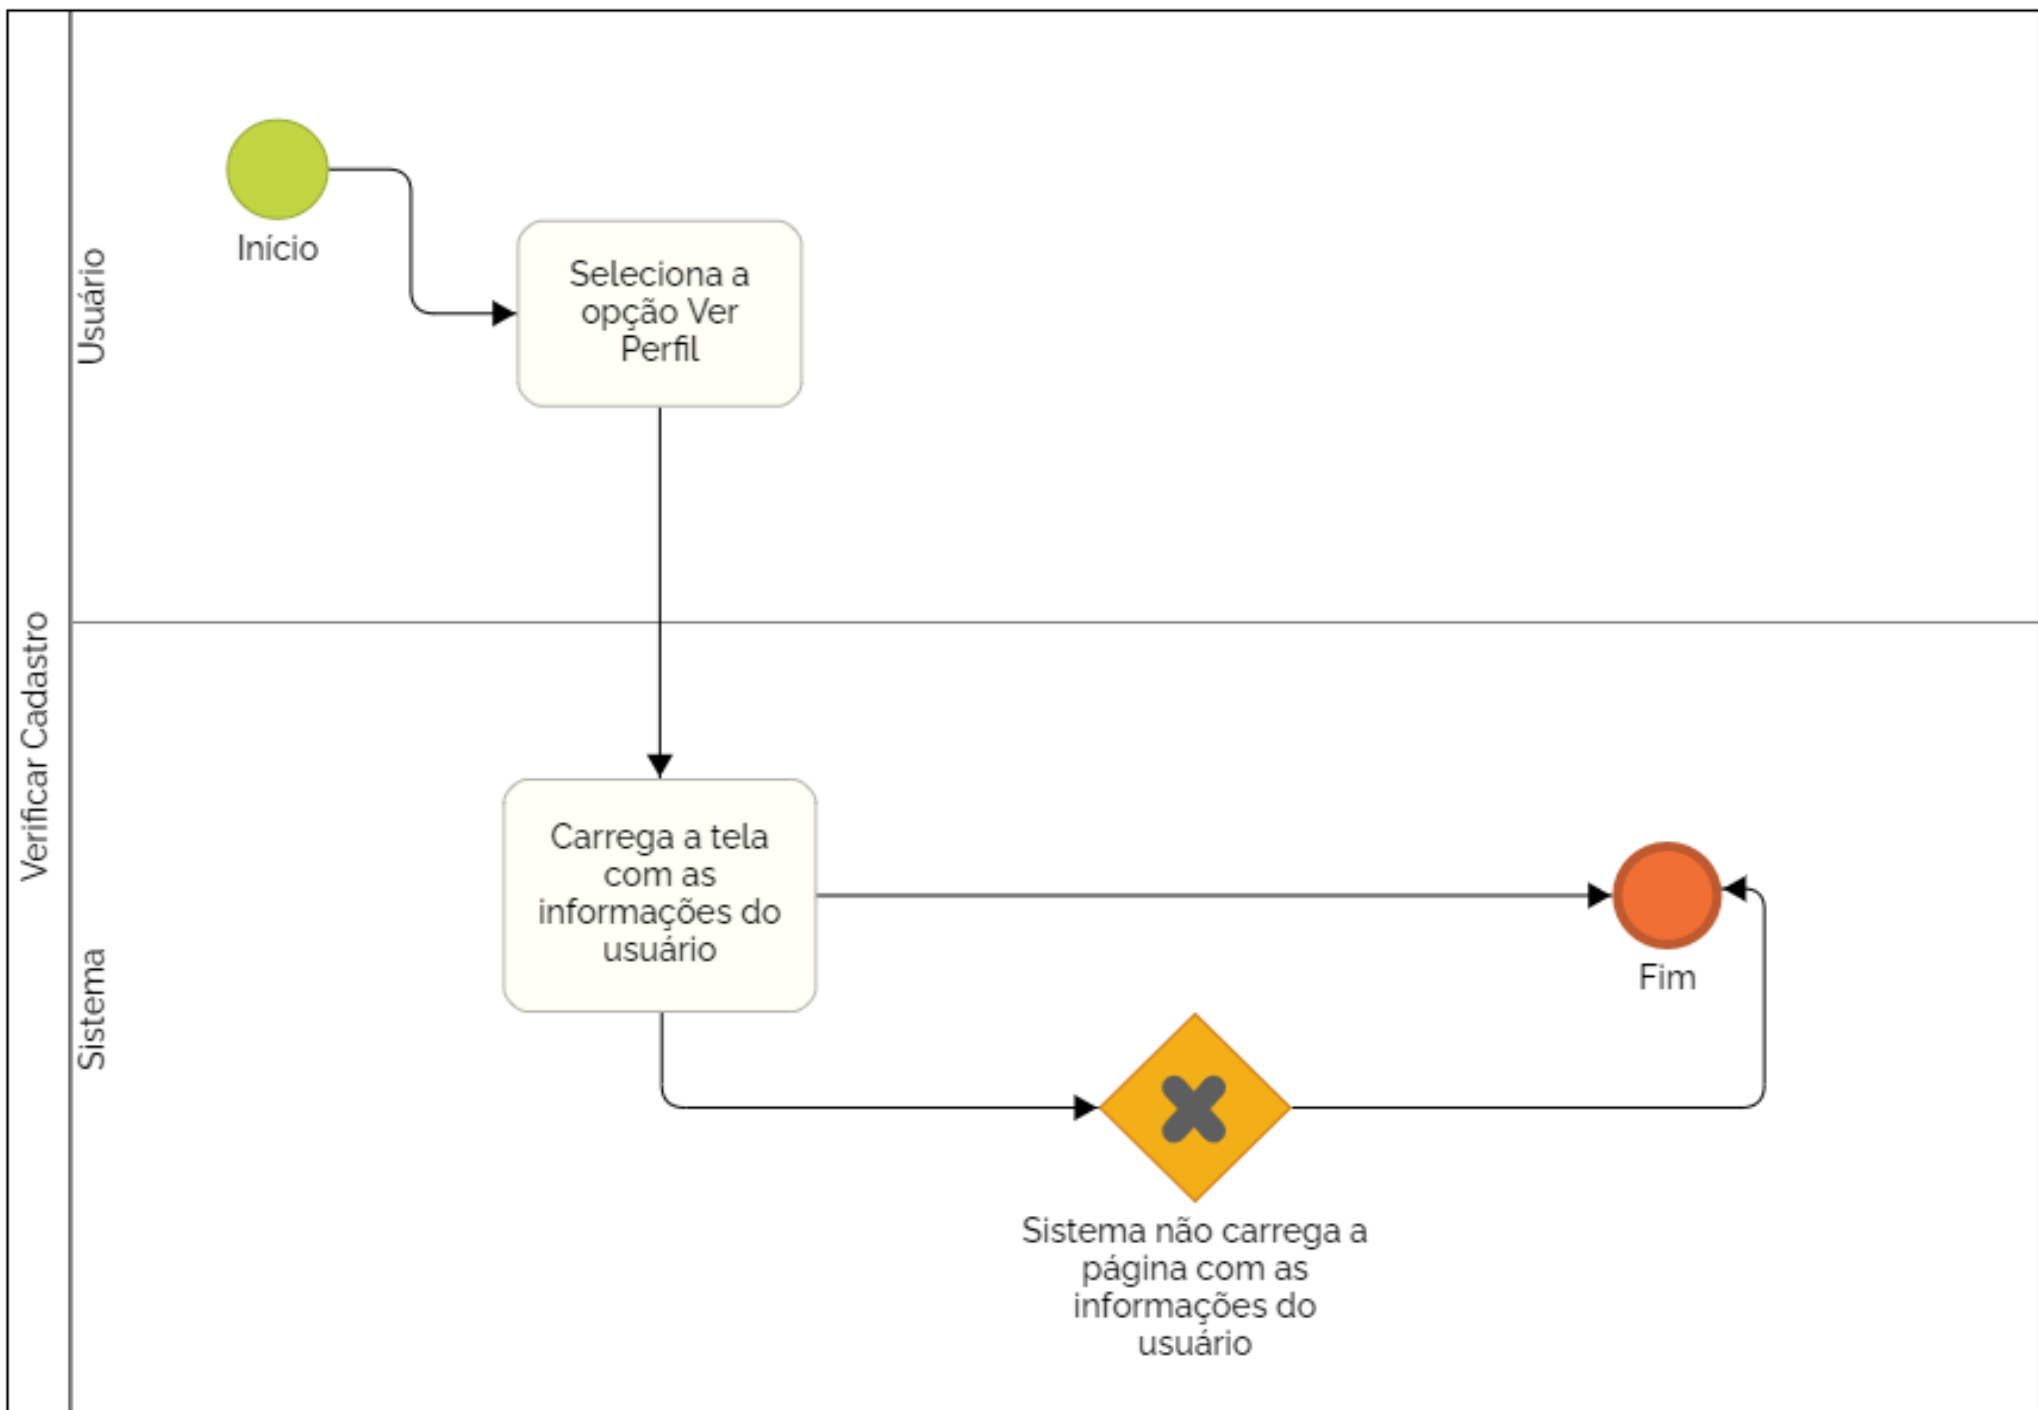 Verificar Cadastro
Usuário
Início
Seleciona a
opção Ver
Perfil
Sistema
Carrega a tela
com as
informações do
usuário
Fim
Sistema não carrega a
página com as
informações do
usuário